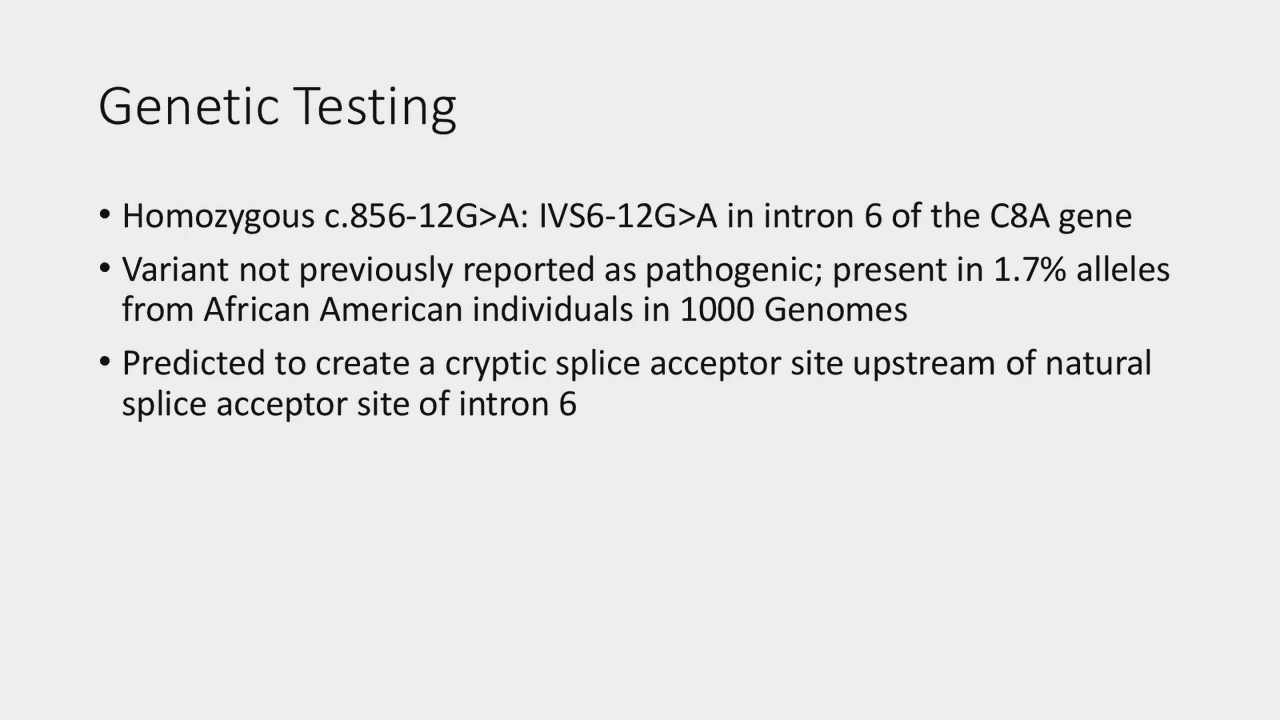 Genetic Testing
• Homozygous c.856-12G>A: IVS6-12G>A in intron 6 of the C8A gene
• Variant not previously reported as pathogenic; present in 1.7% alleles
from African American individuals in 1000 Genomes
• Predicted to create a cryptic splice acceptor site upstream of natural
splice acceptor site of intron 6